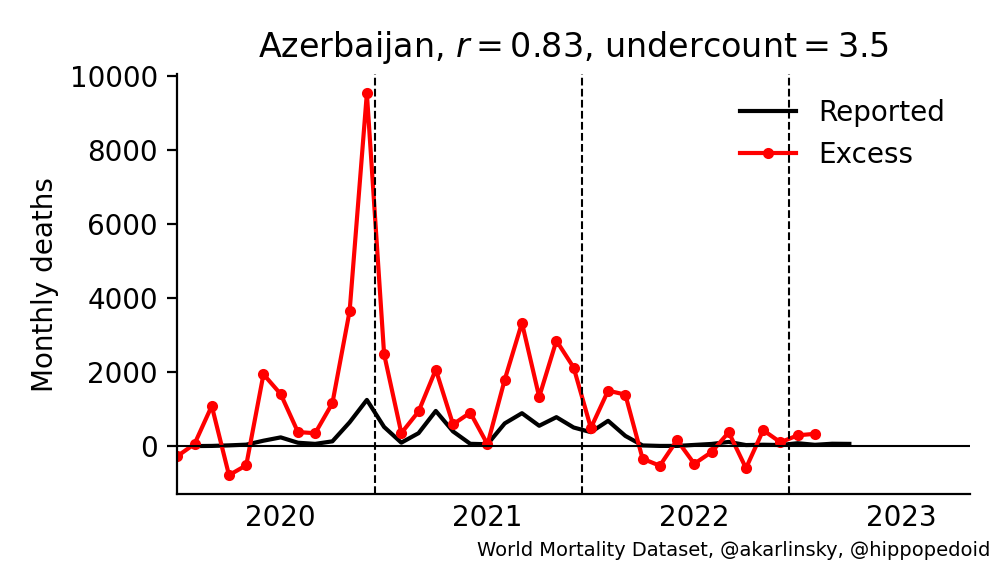 Azerbaijan, r = 0.83, undercount = 3.5
10000
8000
6000
4000
2000
0
Monthly deaths
Reported
Excess
2020 2021 2022 2023
World Mortality Dataset, @akarlinsky, @hippopedoid